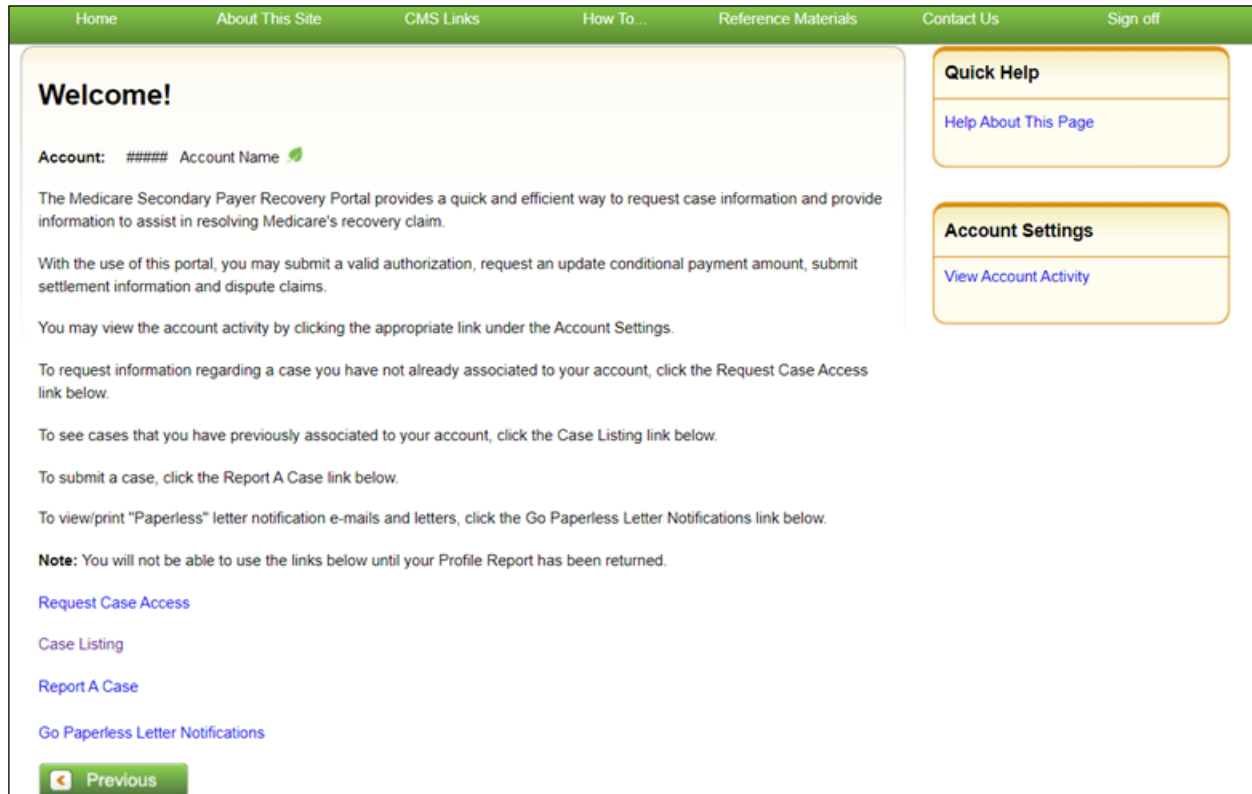 Home About This Site CMS Links How To... Reference Materials Contact Us Sign off
Welcome!
Account: ##### Account Name
The Medicare Secondary Payer Recovery Portal provides a quick and efficient way to request case information and provide
information to assist in resolving Medicare's recovery claim.
With the use of this portal, you may submit a valid authorization, request an update conditional payment amount, submit
settlement information and dispute claims.
You may view the account activity by clicking the appropriate link under the Account Settings.
To request information regarding a case you have not already associated to your account, click the Request Case Access
link below.
To see cases that you have previously associated to your account, click the Case Listing link below.
To submit a case, click the Report A Case link below.
To view/print "Paperless" letter notification e-mails and letters, click the Go Paperless Letter Notifications link below.
Note: You will not be able to use the links below until your Profile Report has been returned.
Request Case Access
Case Listing
Report A Case
Go Paperless Letter Notifications
Previous
Quick Help
Help About This Page
Account Settings
View Account Activity